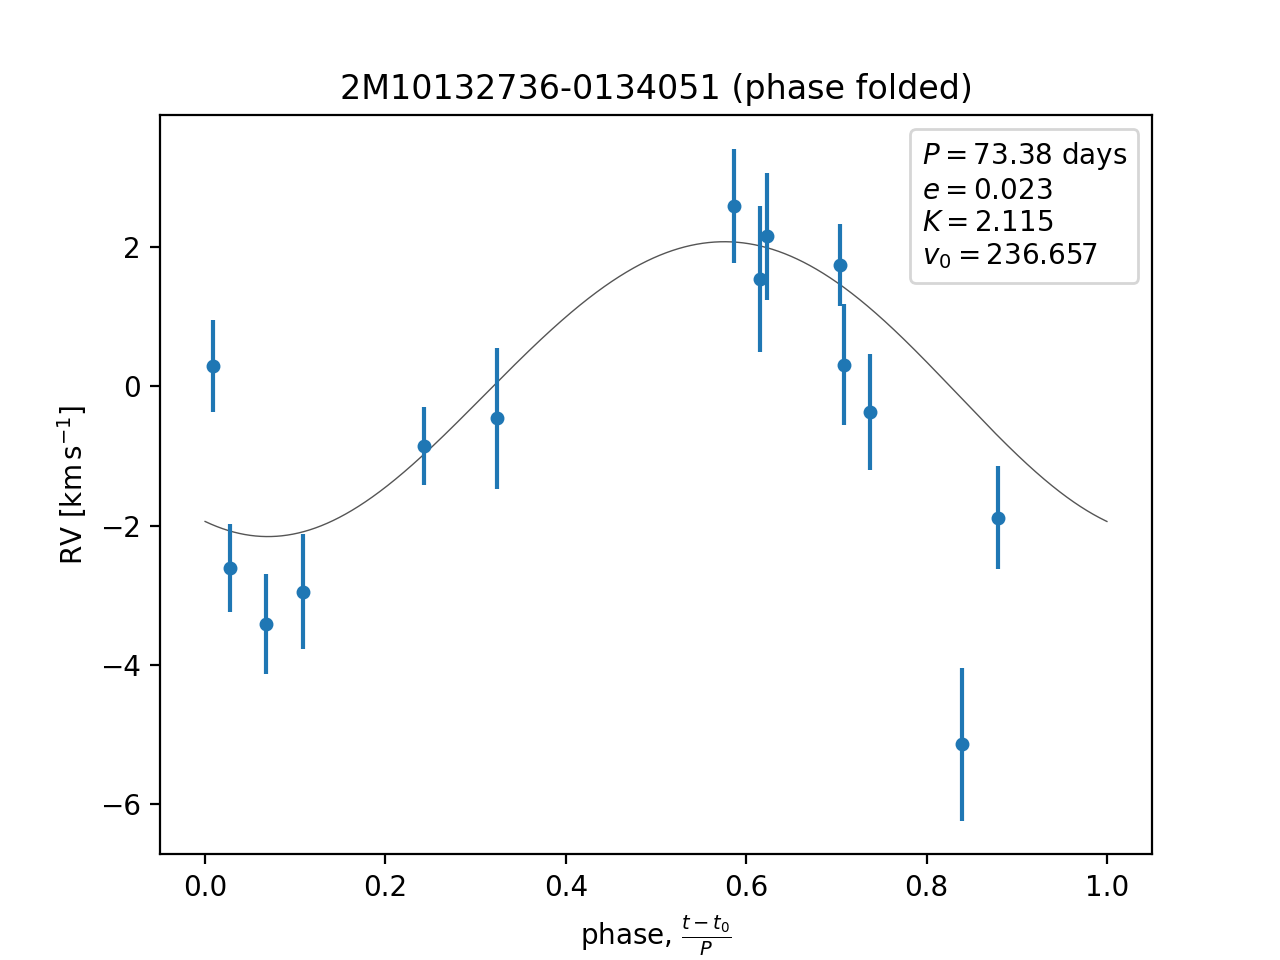 2M10132736-0134051 (phase folded)
P = 73.38 days
e = 0.023
K = 2.115
v₀ = 236.657
RV [km s⁻¹]
2
0
−2
−4
−6
0.0 0.2 0.4 0.6 0.8 1.0
phase, (t − t₀)/P